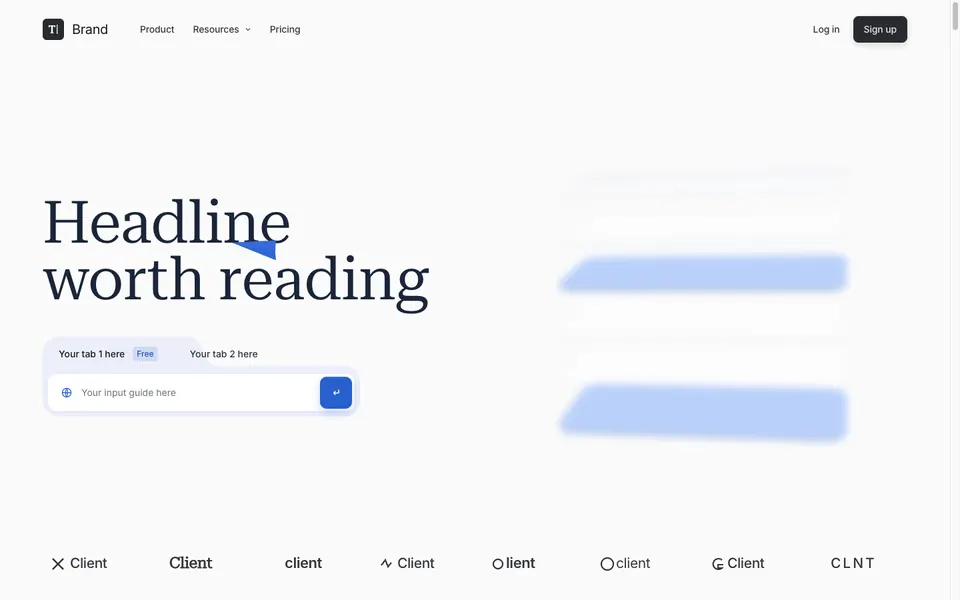 T|
Brand
Product
Resources
Pricing
Log in
Sign up
Headline
worth reading
Your tab 1 here
Free
Your tab 2 here
Your input guide here
Client
Client
client
Client
lient
client
Client
CLNT